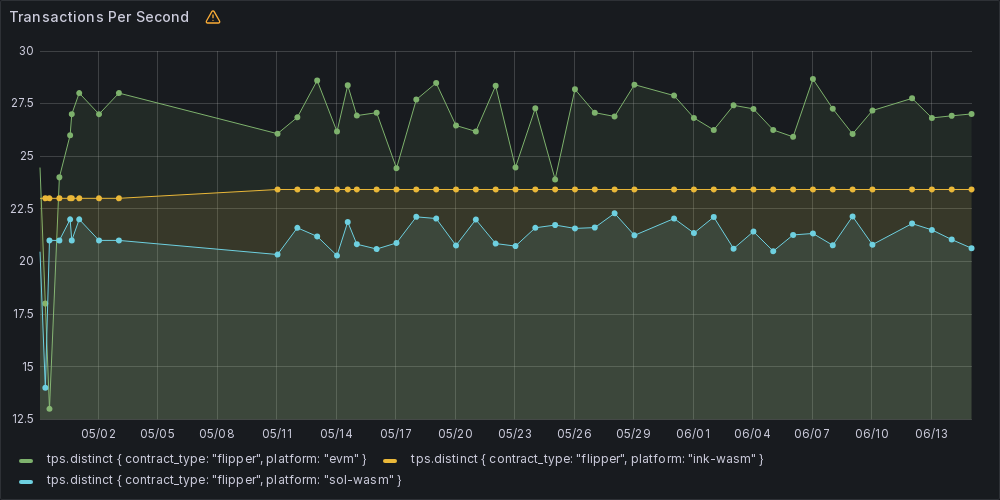 Transactions Per Second
30
27.5
25
22.5
20
17.5
15
12.5
05/02 05/05 05/08 05/11 05/14 05/17 05/20 05/23 05/26 05/29 06/01 06/04 06/07 06/10 06/13
tps.distinct { contract_type: "flipper", platform: "evm" } tps.distinct { contract_type: "flipper", platform: "ink-wasm" }
tps.distinct { contract_type: "flipper", platform: "sol-wasm" }